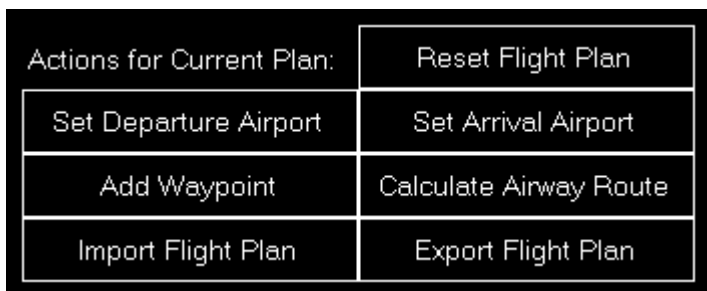 Actions for Current Plan:
Reset Flight Plan
Set Departure Airport
Set Arrival Airport
Add Waypoint
Calculate Airway Route
Import Flight Plan
Export Flight Plan